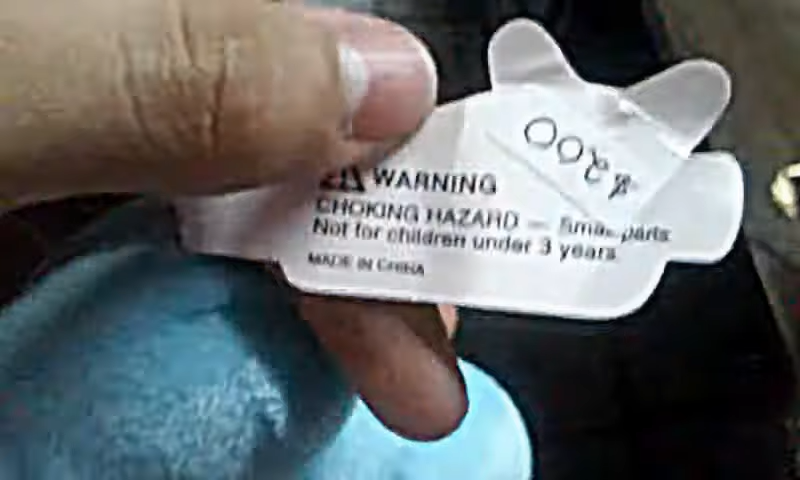 WARNING
CHOKING HAZARD — Small parts
Not for children under 3 years
MADE IN CHINA